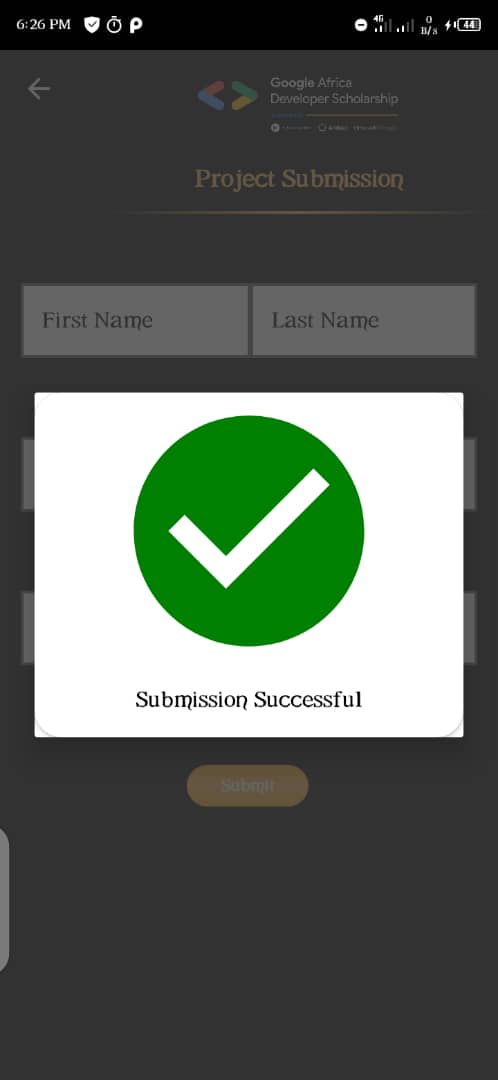 6:26 PM
4G
0
B/s
44
Google Africa
Developer Scholarship
Project Submission
First Name
Last Name
Submission Successful
Submit